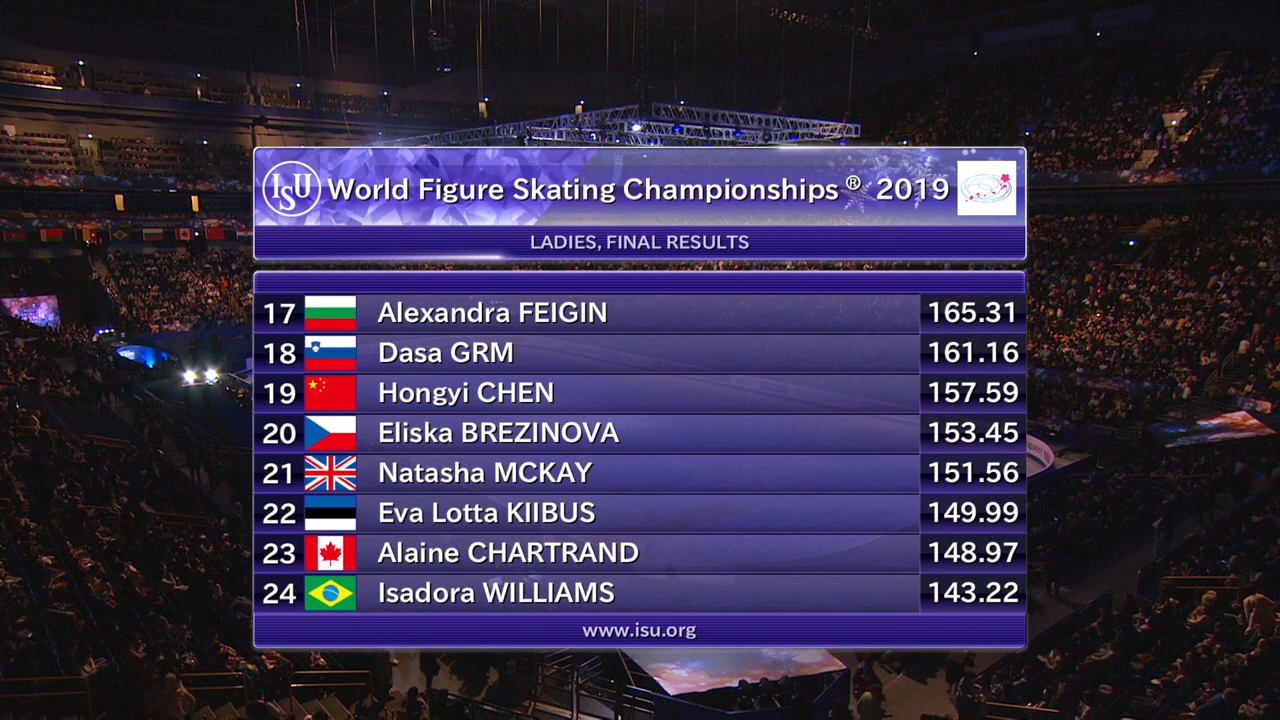 ISU World Figure Skating Championships® 2019
LADIES, FINAL RESULTS
17 Alexandra FEIGIN 165.31
18 Dasa GRM 161.16
19 Hongyi CHEN 157.59
20 Eliska BREZINOVA 153.45
21 Natasha MCKAY 151.56
22 Eva Lotta KIIBUS 149.99
23 Alaine CHARTRAND 148.97
24 Isadora WILLIAMS 143.22
www.isu.org